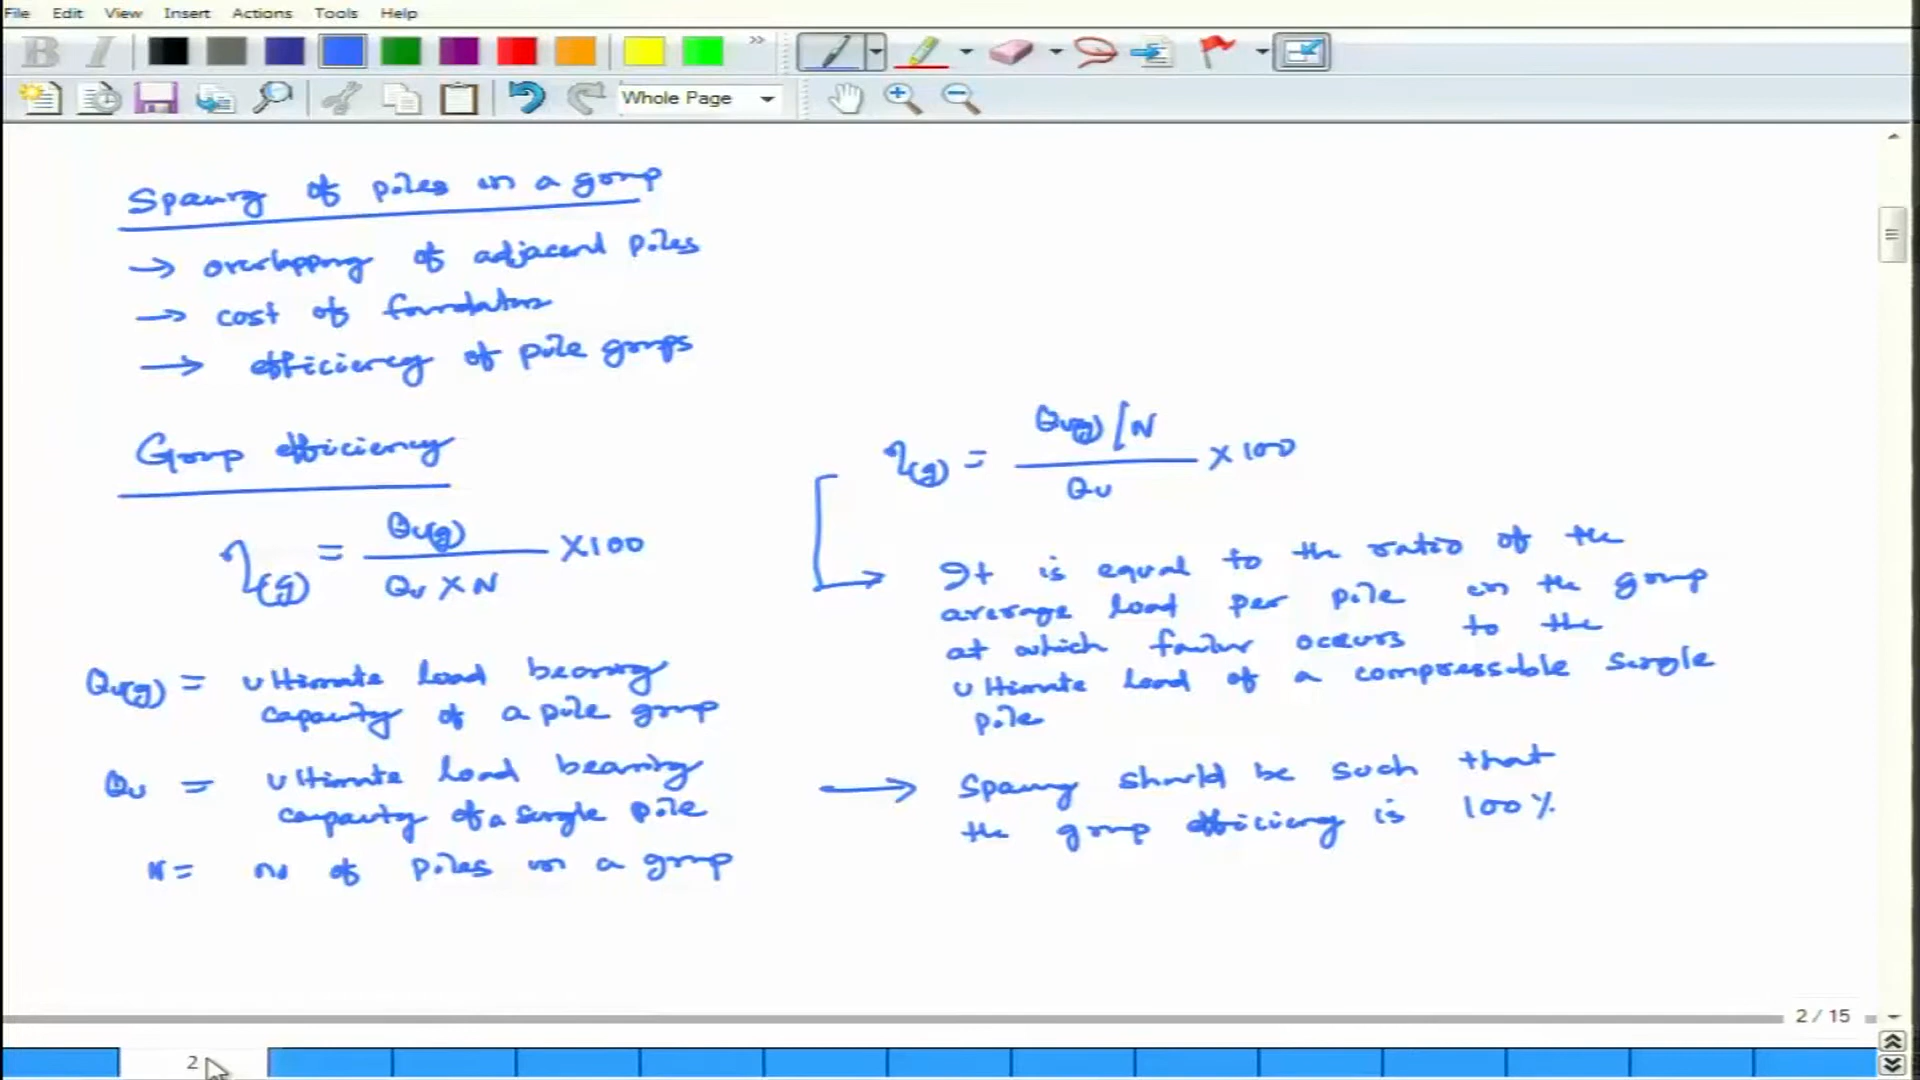 File Edit View Insert Actions Tools Help
B I
Whole Page
Spacing of piles in a group
→ overlapping of adjacent piles
→ cost of foundation
→ efficiency of pile groups
Group efficiency
η(g) = Qu(g) / Qu × N × 100
Qu(g) = ultimate load bearing
capacity of a pile group
Qu = ultimate load bearing
capacity of a single pile
N = no of piles in a group
η(g) = Qu(g)/N / Qu × 100
→ It is equal to the ratio of the
average load per pile in the group
at which failure occurs to the
ultimate load of a compressible single
pile
→ Spacing should be such that
the group efficiency is 100%
2 / 15
2